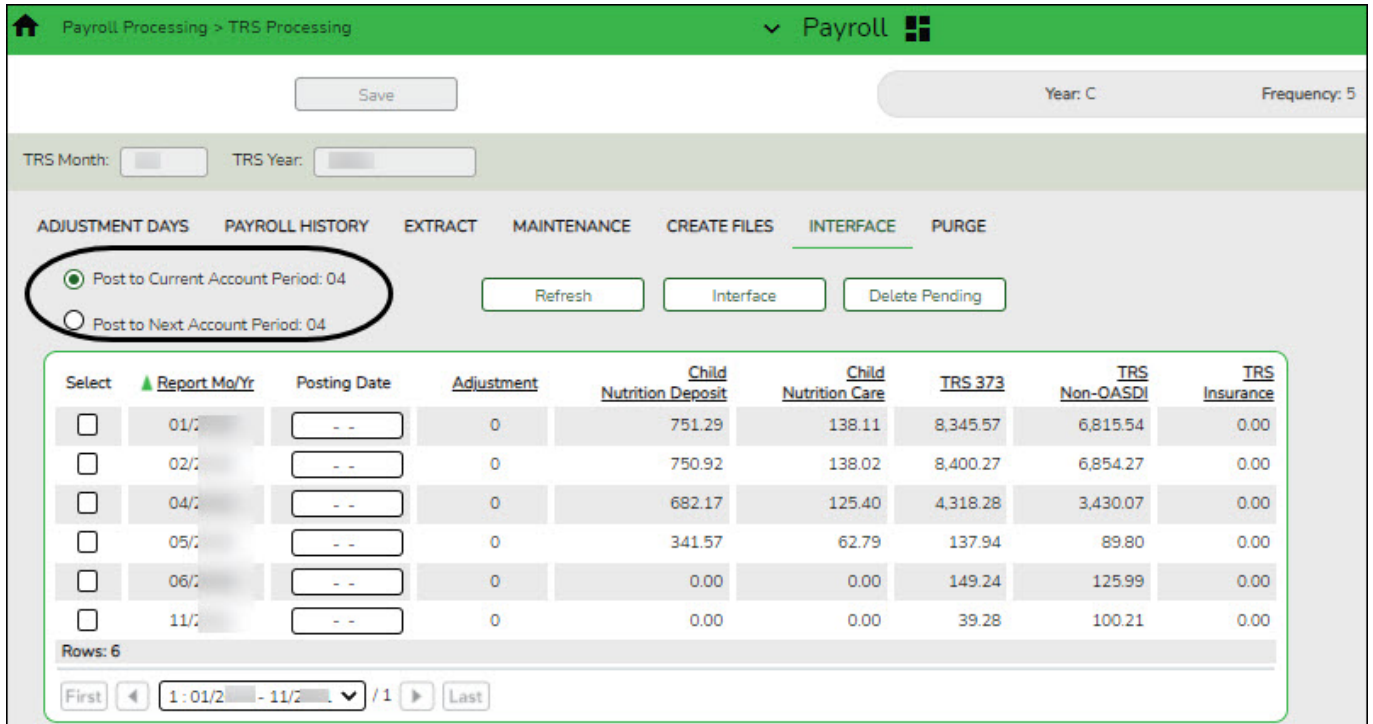 Payroll Processing > TRS Processing Payroll
Save Year: C Frequency: 5
TRS Month: TRS Year:
ADJUSTMENT DAYS PAYROLL HISTORY EXTRACT MAINTENANCE CREATE FILES INTERFACE PURGE
Post to Current Account Period: 04
Refresh Interface Delete Pending
Post to Next Account Period: 04
Select Report Mo/Yr Posting Date Adjustment Child Nutrition Deposit Child Nutrition Care TRS 373 TRS Non-OASDI TRS Insurance
01/2 - - 0 751.29 138.11 8,345.57 6,815.54 0.00
02/2 - - 0 750.92 138.02 8,400.27 6,854.27 0.00
04/2 - - 0 682.17 125.40 4,318.28 3,430.07 0.00
05/2 - - 0 341.57 62.79 137.94 89.80 0.00
06/2 - - 0 0.00 0.00 149.24 125.99 0.00
11/2 - - 0 0.00 0.00 39.28 100.21 0.00
Rows: 6
First 1 : 01/2 - 11/2 / 1 Last